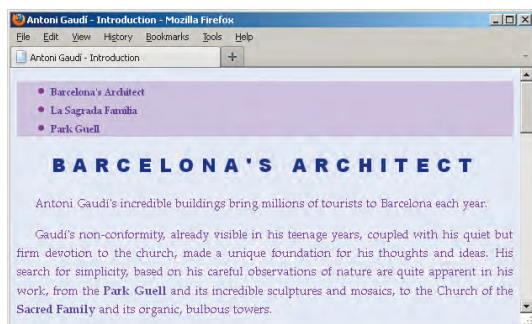 Antoni Gaudí - Introduction - Mozilla Firefox
File Edit View History Bookmarks Tools Help
Antoni Gaudí - Introduction
Barcelona's Architect
La Sagrada Família
Park Guell
BARCELONA'S ARCHITECT
Antoni Gaudí's incredible buildings bring millions of tourists to Barcelona each year.
Gaudí's non-conformity, already visible in his teenage years, coupled with his quiet but
firm devotion to the church, made a unique foundation for his thoughts and ideas. His
search for simplicity, based on his careful observations of nature are quite apparent in his
work, from the Park Guell and its incredible sculptures and mosaics, to the Church of the
Sacred Family and its organic, bulbous towers.